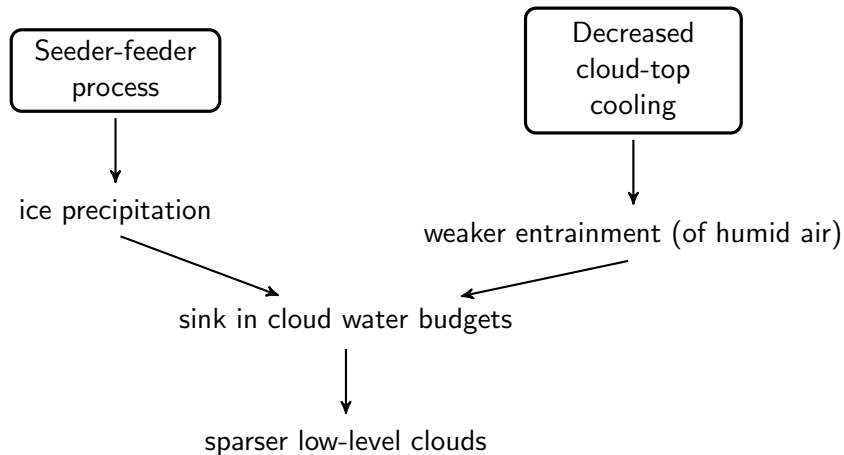 Seeder-feeder
process
Decreased
cloud-top
cooling
ice precipitation
weaker entrainment (of humid air)
sink in cloud water budgets
sparser low-level clouds